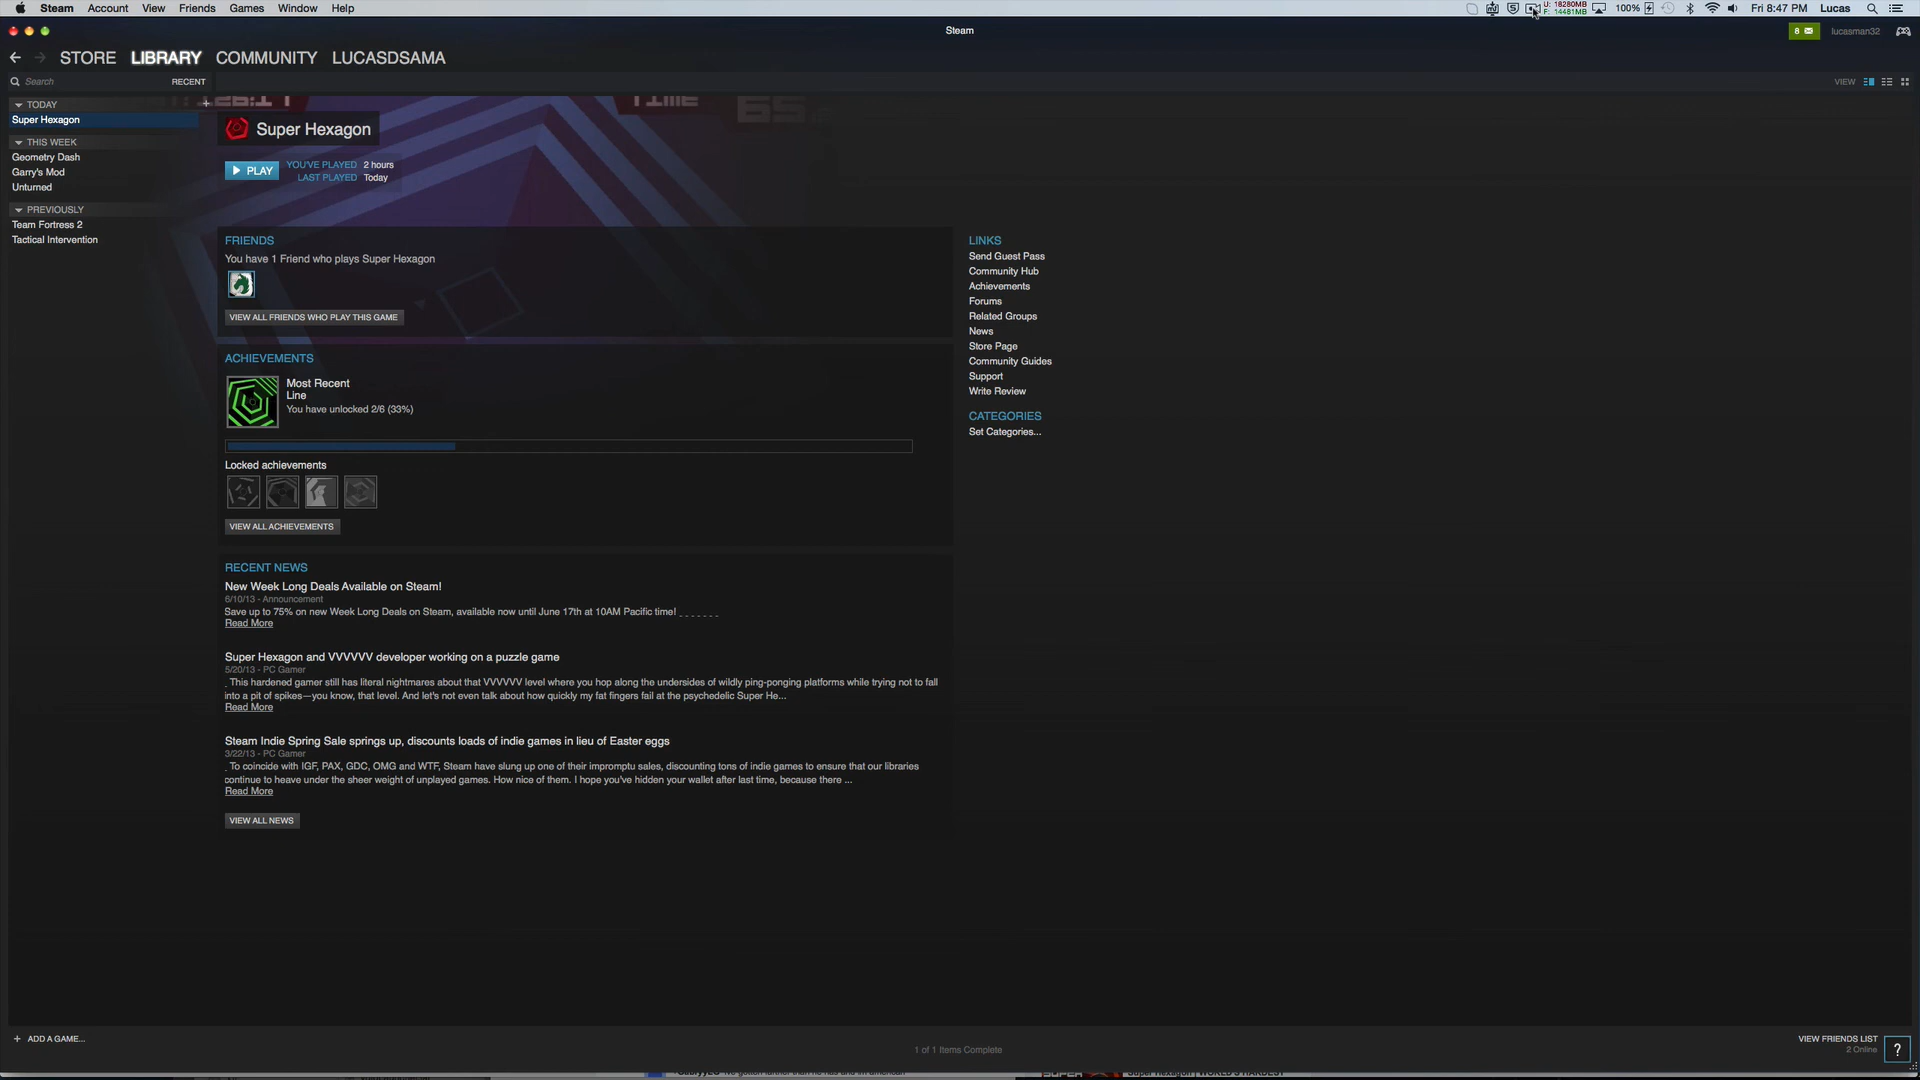 Steam Account View Friends Games Window Help
U: 18280MB
F: 14481MB
100% Fri 8:47 PM Lucas
Steam
8 lucasman32
STORE LIBRARY COMMUNITY LUCASDSAMA
Search RECENT
VIEW
TODAY +
Super Hexagon
THIS WEEK
Geometry Dash
Garry's Mod
Unturned
PREVIOUSLY
Team Fortress 2
Tactical Intervention
TIME
Super Hexagon
PLAY
YOU'VE PLAYED 2 hours
LAST PLAYED Today
FRIENDS
You have 1 Friend who plays Super Hexagon
VIEW ALL FRIENDS WHO PLAY THIS GAME
ACHIEVEMENTS
Most Recent
Line
You have unlocked 2/6 (33%)
Locked achievements
VIEW ALL ACHIEVEMENTS
RECENT NEWS
New Week Long Deals Available on Steam!
6/10/13 - Announcement
Save up to 75% on new Week Long Deals on Steam, available now until June 17th at 10AM Pacific time! _ _ _ _ _ _ _
Read More
Super Hexagon and VVVVVV developer working on a puzzle game
5/20/13 - PC Gamer
_ This hardened gamer still has literal nightmares about that VVVVVV level where you hop along the undersides of wildly ping-ponging platforms while trying not to fall
into a pit of spikes—you know, that level. And let's not even talk about how quickly my fat fingers fail at the psychedelic Super He...
Read More
Steam Indie Spring Sale springs up, discounts loads of indie games in lieu of Easter eggs
3/22/13 - PC Gamer
_ To coincide with IGF, PAX, GDC, OMG and WTF, Steam have slung up one of their impromptu sales, discounting tons of indie games to ensure that our libraries
continue to heave under the sheer weight of unplayed games. How nice of them. I hope you've hidden your wallet after last time, because there ...
Read More
VIEW ALL NEWS
LINKS
Send Guest Pass
Community Hub
Achievements
Forums
Related Groups
News
Store Page
Community Guides
Support
Write Review
CATEGORIES
Set Categories...
+ ADD A GAME...
1 of 1 Items Complete
VIEW FRIENDS LIST
2 Online
?
Super Hexagon | WORLD'S HARDEST